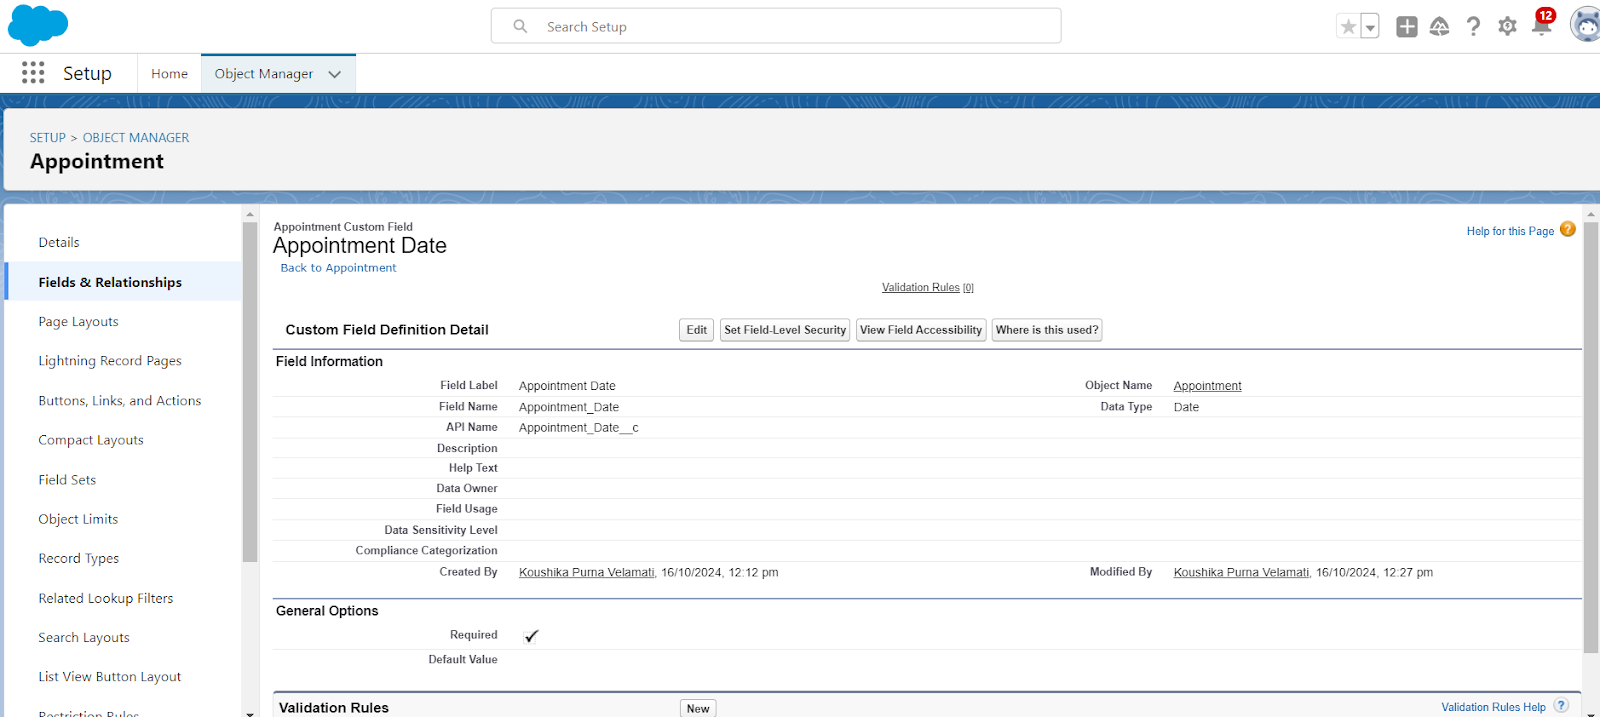 Search Setup
12
Setup
Home
Object Manager
SETUP > OBJECT MANAGER
Appointment
Details
Fields & Relationships
Page Layouts
Lightning Record Pages
Buttons, Links, and Actions
Compact Layouts
Field Sets
Object Limits
Record Types
Related Lookup Filters
Search Layouts
List View Button Layout
Restriction Rules
Appointment Custom Field
Appointment Date
Back to Appointment
Help for this Page ?
Validation Rules [0]
Custom Field Definition Detail
Edit
Set Field-Level Security
View Field Accessibility
Where is this used?
Field Information
Field Label Appointment Date Object Name Appointment
Field Name Appointment_Date Data Type Date
API Name Appointment_Date__c
Description
Help Text
Data Owner
Field Usage
Data Sensitivity Level
Compliance Categorization
Created By Koushika Purna Velamati, 16/10/2024, 12:12 pm Modified By Koushika Purna Velamati, 16/10/2024, 12:27 pm
General Options
Required ✓
Default Value
Validation Rules
New
Validation Rules Help ?